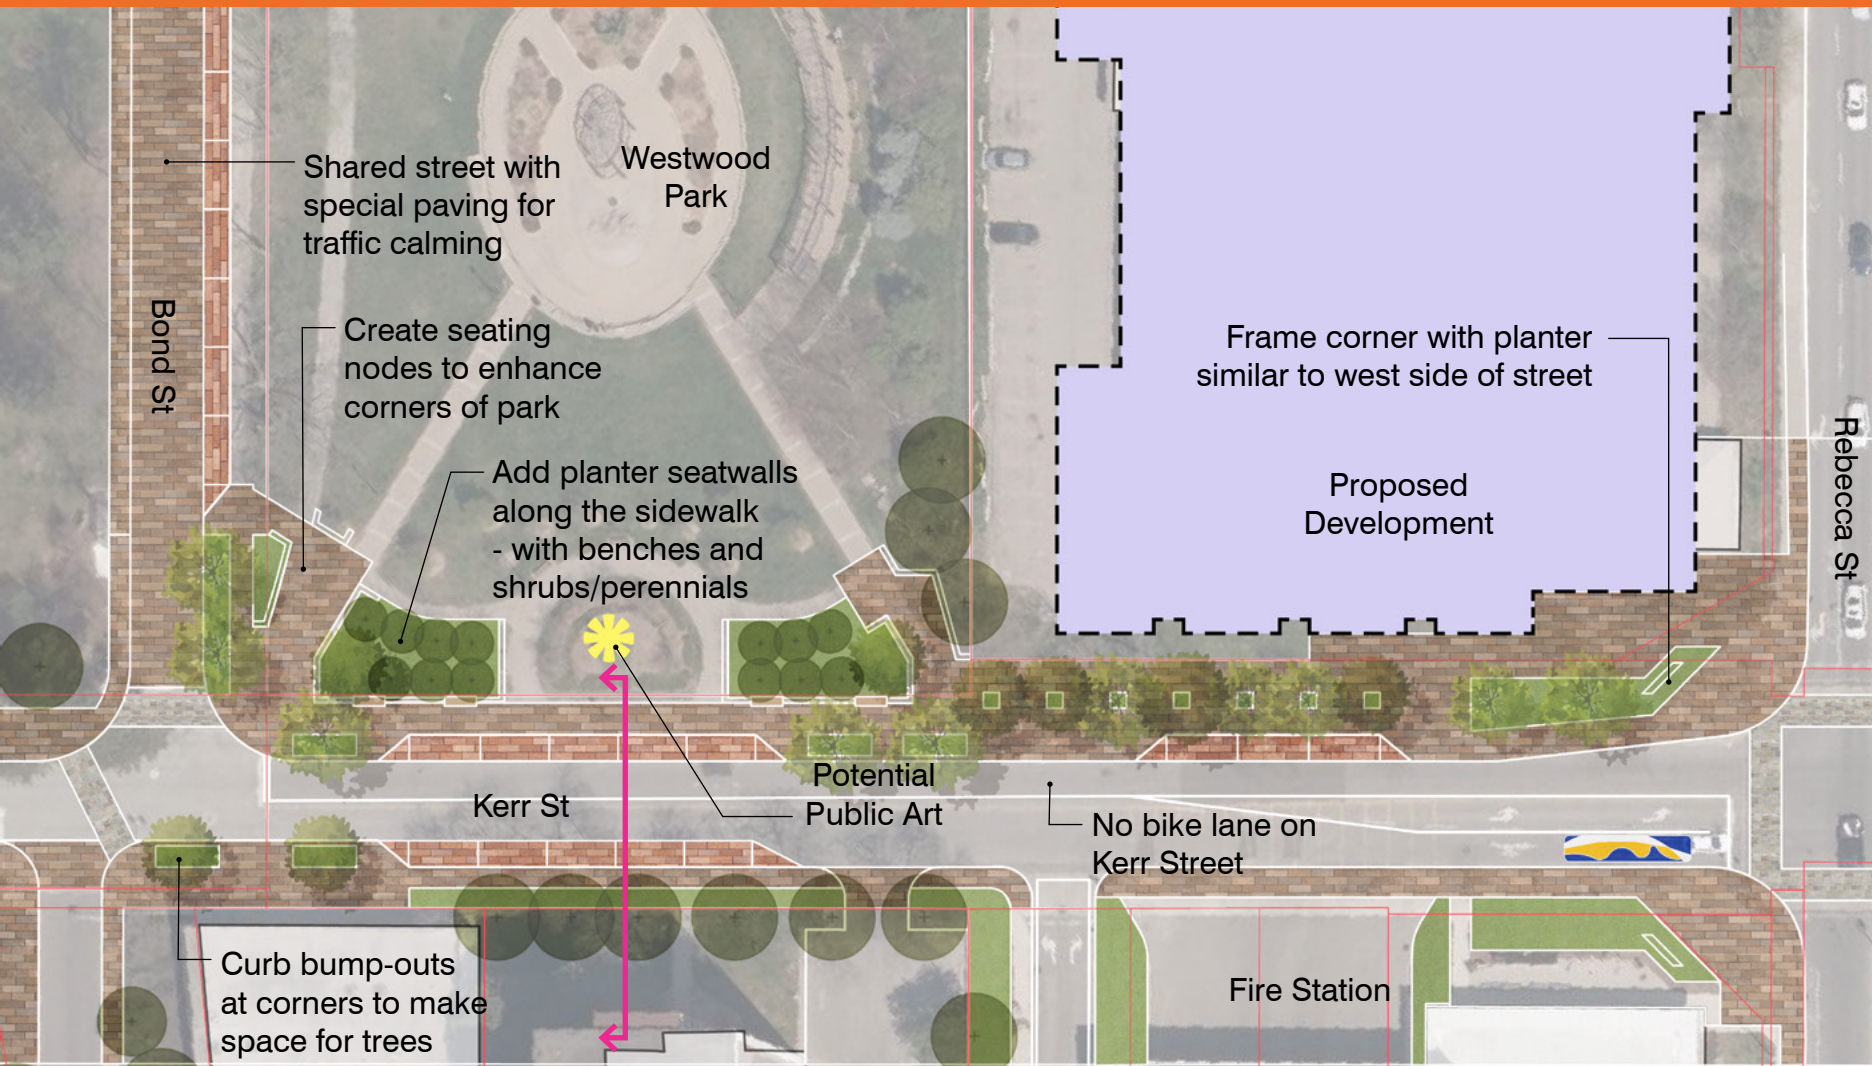 Shared street with
special paving for
traffic calming
Westwood
Park
Bond St
Create seating
nodes to enhance
corners of park
Frame corner with planter
similar to west side of street
Rebecca St
Add planter seatwalls
along the sidewalk
- with benches and
shrubs/perennials
Proposed
Development
Kerr St
Potential
Public Art
No bike lane on
Kerr Street
Curb bump-outs
at corners to make
space for trees
Fire Station